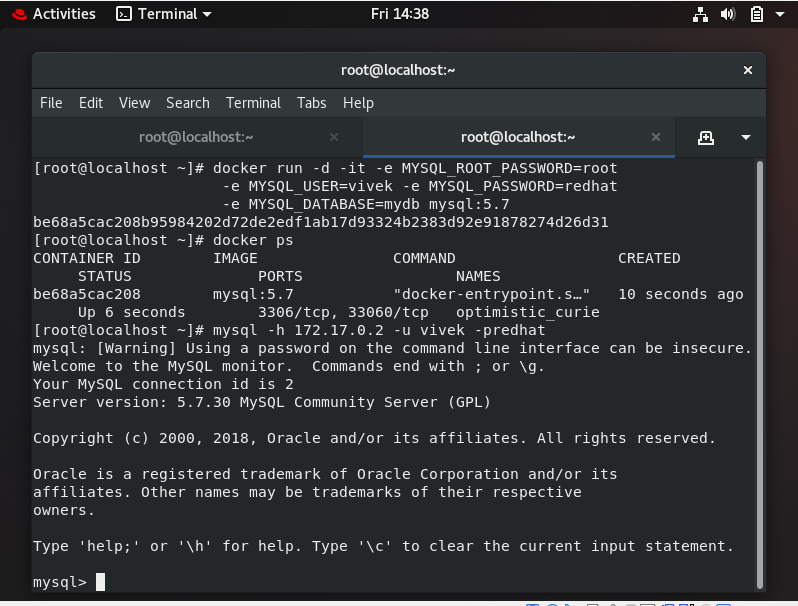 Activities Terminal Fri 14:38
root@localhost:~
File Edit View Search Terminal Tabs Help
root@localhost:~ root@localhost:~
[root@localhost ~]# docker run -d -it -e MYSQL_ROOT_PASSWORD=root
-e MYSQL_USER=vivek -e MYSQL_PASSWORD=redhat
-e MYSQL_DATABASE=mydb mysql:5.7
be68a5cac208b95984202d72de2edf1ab17d93324b2383d92e91878274d26d31
[root@localhost ~]# docker ps
CONTAINER ID IMAGE COMMAND CREATED
STATUS PORTS NAMES
be68a5cac208 mysql:5.7 "docker-entrypoint.s…" 10 seconds ago
Up 6 seconds 3306/tcp, 33060/tcp optimistic_curie
[root@localhost ~]# mysql -h 172.17.0.2 -u vivek -predhat
mysql: [Warning] Using a password on the command line interface can be insecure.
Welcome to the MySQL monitor.  Commands end with ; or \g.
Your MySQL connection id is 2
Server version: 5.7.30 MySQL Community Server (GPL)
Copyright (c) 2000, 2018, Oracle and/or its affiliates. All rights reserved.
Oracle is a registered trademark of Oracle Corporation and/or its
affiliates. Other names may be trademarks of their respective
owners.
Type 'help;' or '\h' for help. Type '\c' to clear the current input statement.
mysql>